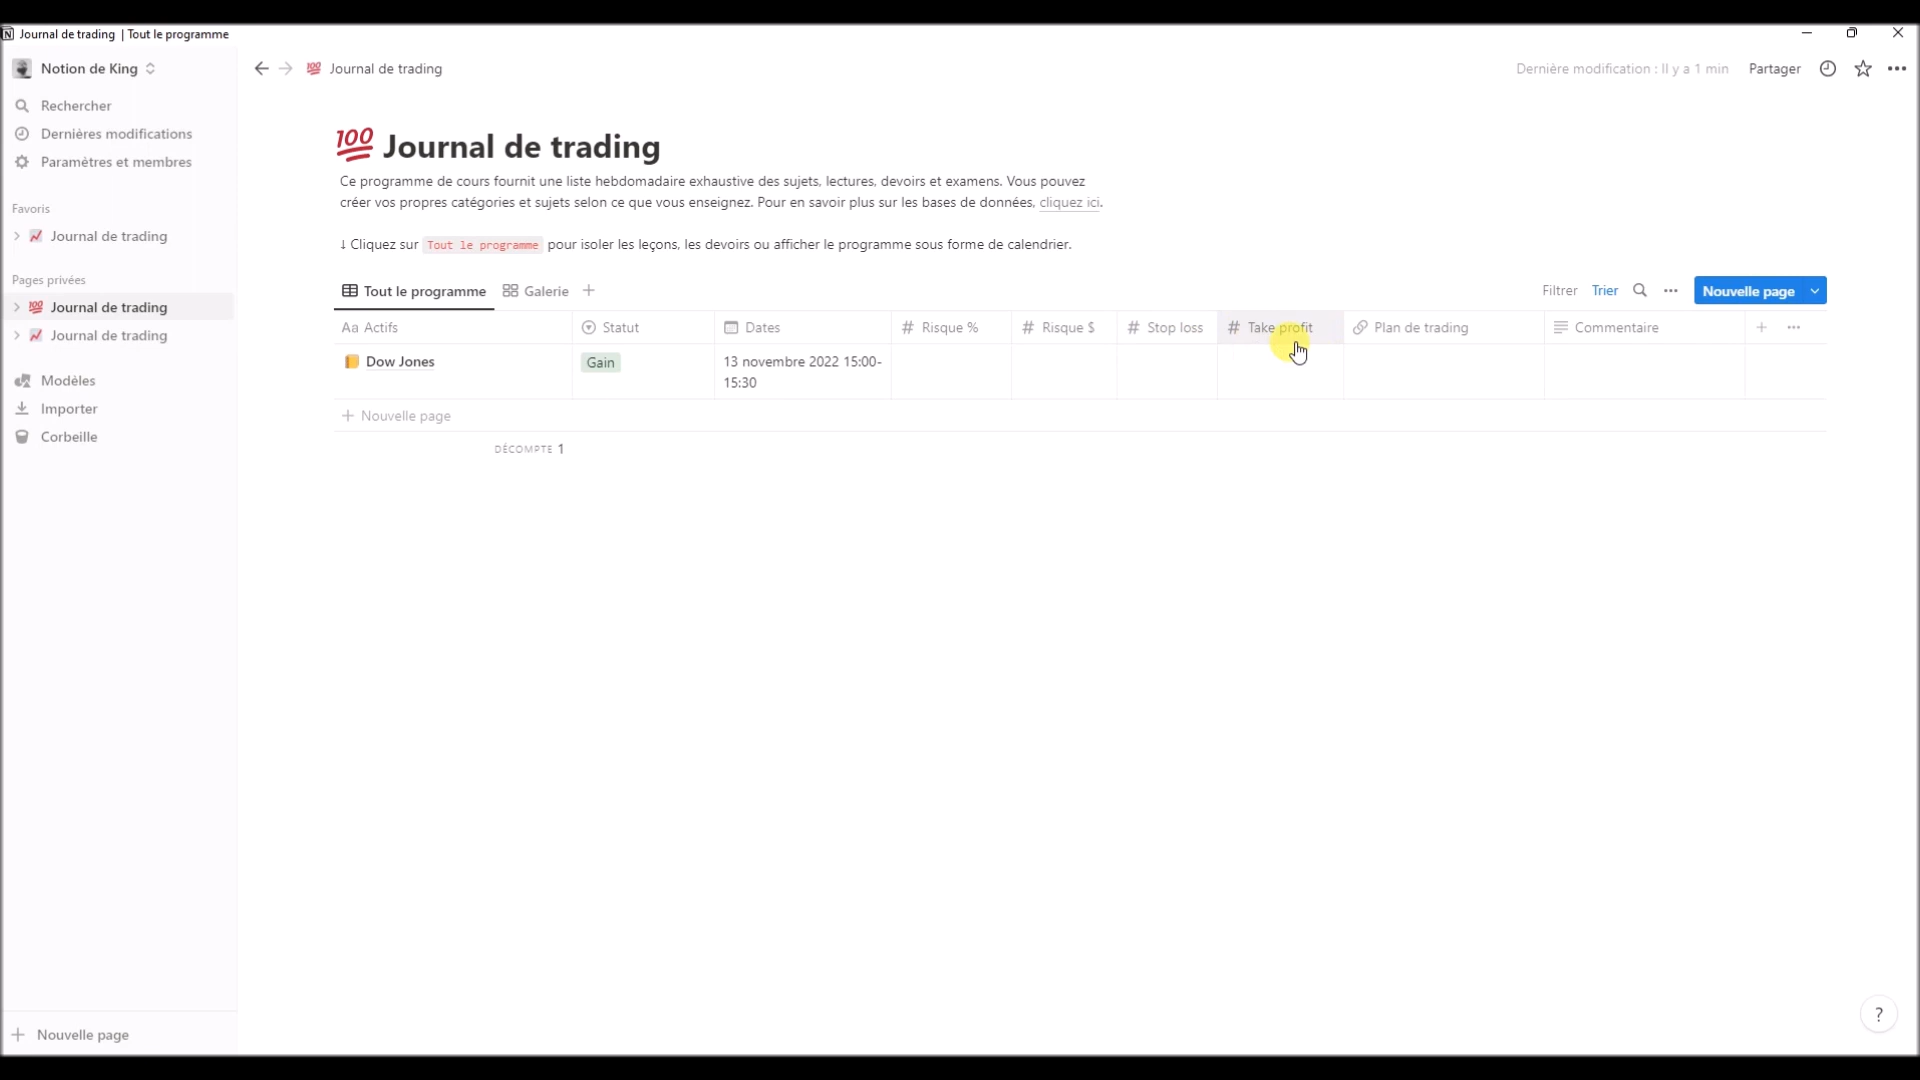 Journal de trading | Tout le programme
Notion de King
Journal de trading
Dernière modification : Il y a 1 min
Partager
Rechercher
Dernières modifications
Paramètres et membres
Favoris
Journal de trading
Pages privées
Journal de trading
Journal de trading
Modèles
Importer
Corbeille
Nouvelle page
💯 Journal de trading
Ce programme de cours fournit une liste hebdomadaire exhaustive des sujets, lectures, devoirs et examens. Vous pouvez
créer vos propres catégories et sujets selon ce que vous enseignez. Pour en savoir plus sur les bases de données, cliquez ici.
↓ Cliquez sur Tout le programme pour isoler les leçons, les devoirs ou afficher le programme sous forme de calendrier.
Tout le programme Galerie +
Filtrer Trier Nouvelle page
Aa Actifs Statut Dates # Risque % # Risque $ # Stop loss # Take profit Plan de trading Commentaire
Dow Jones Gain 13 novembre 2022 15:00-
15:30
+ Nouvelle page
DÉCOMPTE 1
?